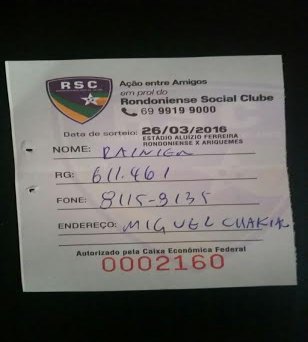 RSC
Ação entre Amigos
em prol do
Rondoniense Social Clube
69 9919 9000
Data de sorteio: 26/03/2016
ESTÁDIO ALUÍZIO FERREIRA
RONDONIENSE X ARIQUEMES
NOME: RAINIER
RG: 611.461
FONE: 8115-9135
ENDEREÇO: MIGUEL CHAKIAN
Autorizado pela Caixa Econômica Federal
0002160